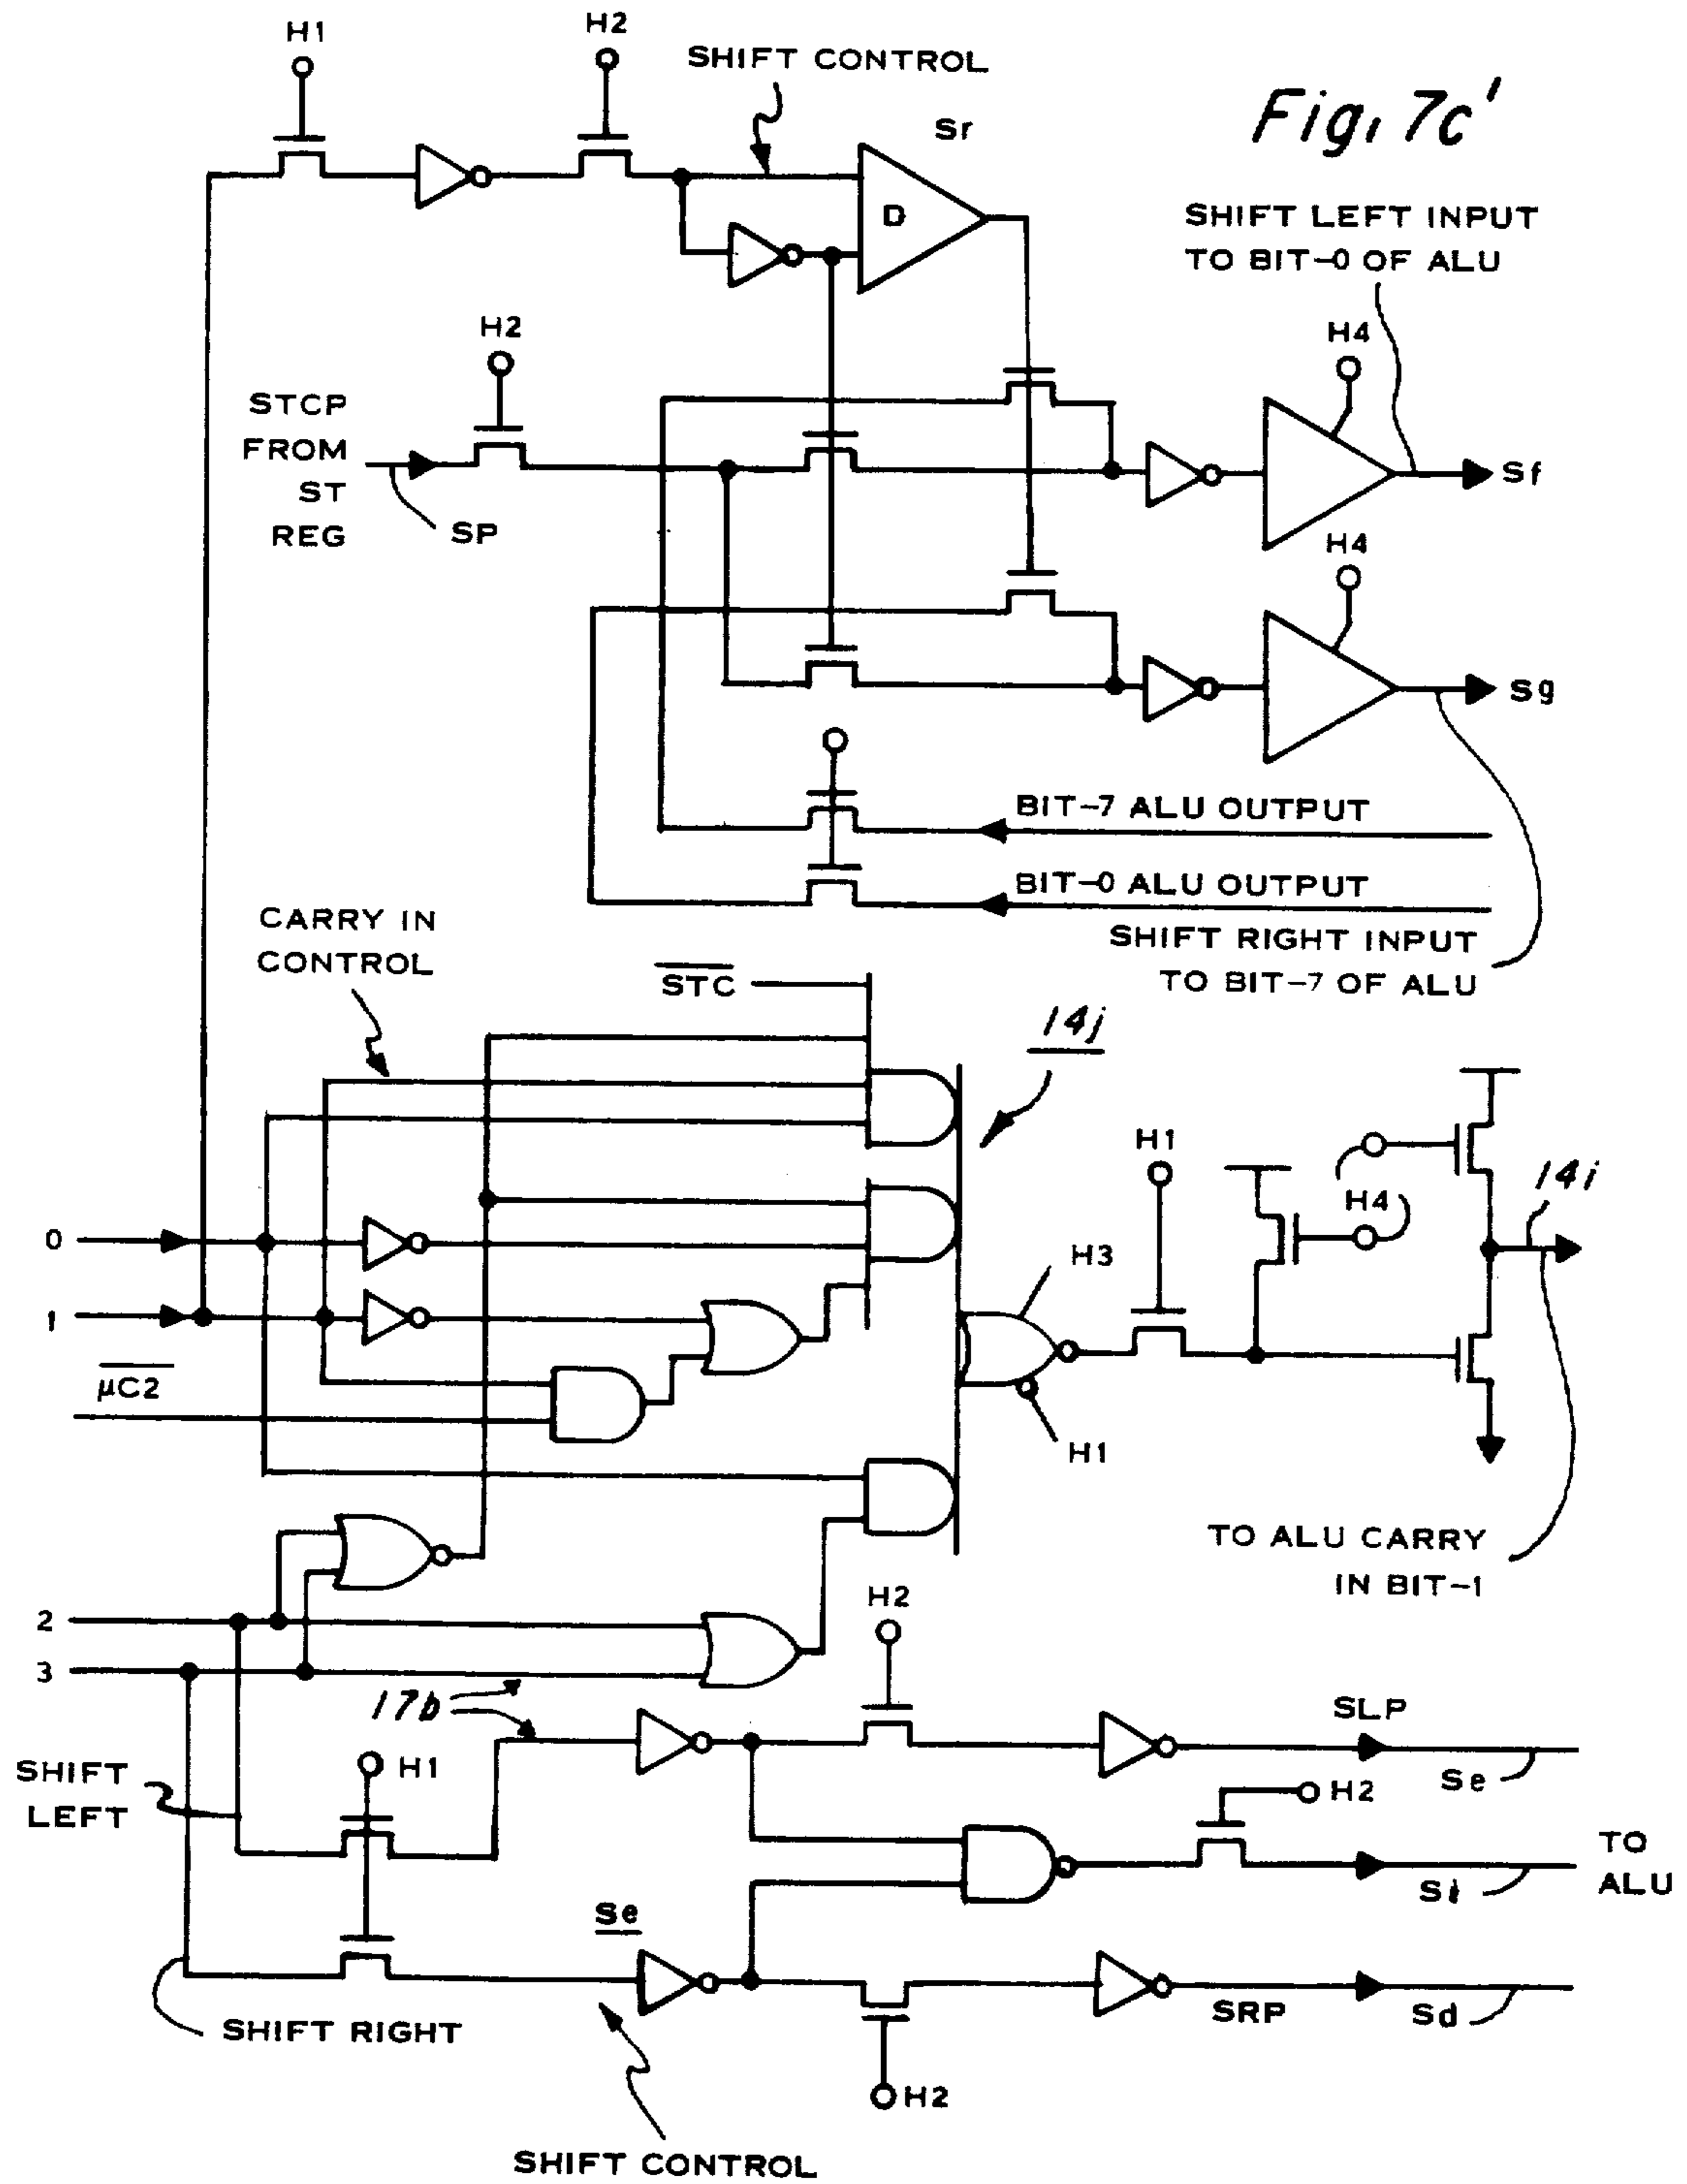 H1
H2
SHIFT CONTROL
Sr
Fig. 7c'
D
SHIFT LEFT INPUT
TO BIT-0 OF ALU
H2
H4
STCP
FROM
ST
REG
SP
Sf
H4
Sg
BIT-7 ALU OUTPUT
BIT-0 ALU OUTPUT
CARRY IN
CONTROL
SHIFT RIGHT INPUT
TO BIT-7 OF ALU
STC
14j
H1
H4
14i
0
H3
1
μC2
H1
TO ALU CARRY
IN BIT-1
2
H2
3
17b
SLP
SHIFT
LEFT
H1
Se
H2
TO
ALU
Si
Se
SRP
Sd
SHIFT RIGHT
H2
SHIFT CONTROL